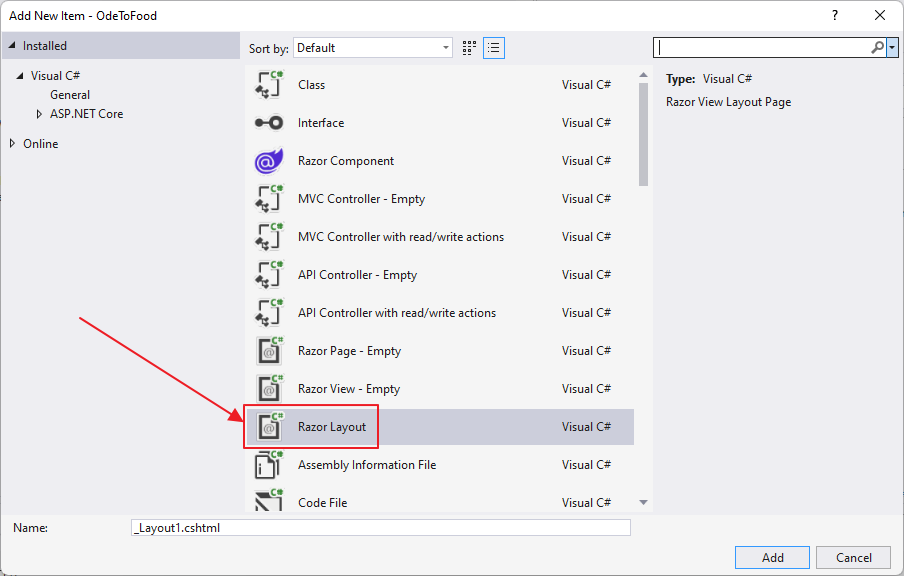 Add New Item - OdeToFood
?
Installed
Visual C#
General
ASP.NET Core
Online
Sort by: Default
Class Visual C#
Interface Visual C#
Razor Component Visual C#
MVC Controller - Empty Visual C#
MVC Controller with read/write actions Visual C#
API Controller - Empty Visual C#
API Controller with read/write actions Visual C#
Razor Page - Empty Visual C#
Razor View - Empty Visual C#
Razor Layout Visual C#
Assembly Information File Visual C#
Code File Visual C#
Type: Visual C#
Razor View Layout Page
Name: _Layout1.cshtml
Add Cancel